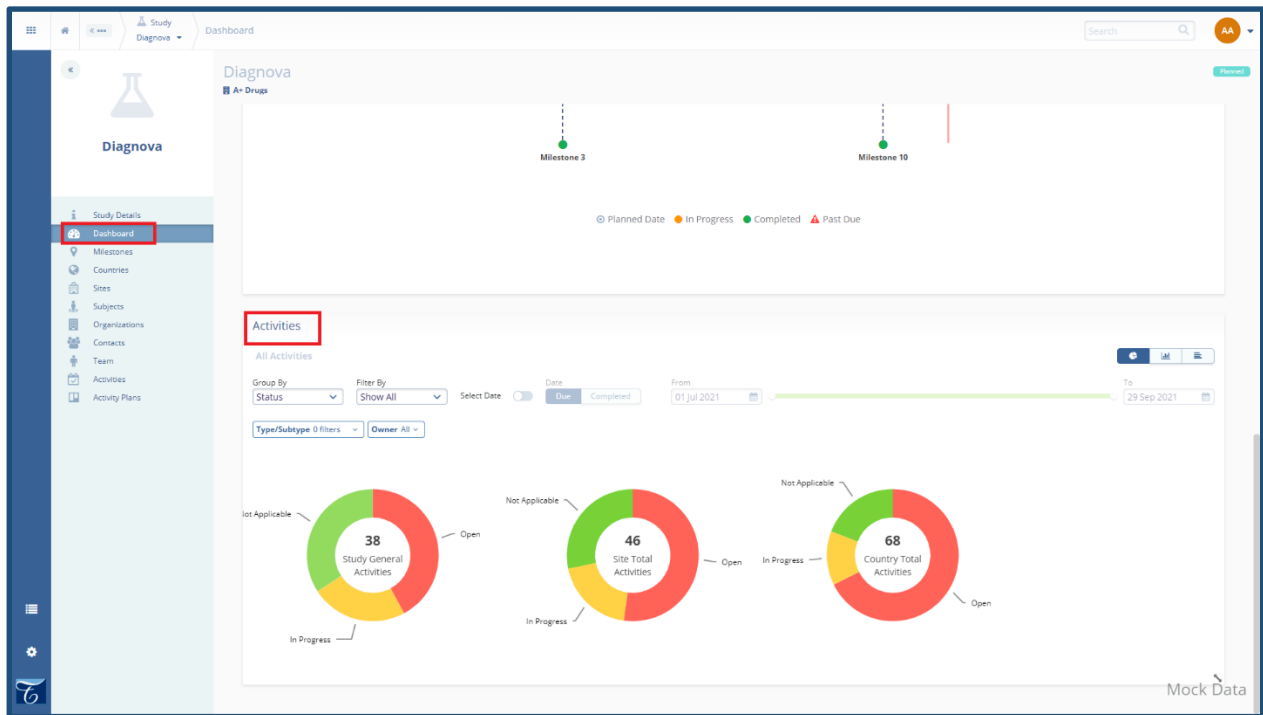 Study
Diagnova
Dashboard
Search
AA
Diagnova
Diagnova
A+ Drugs
Planned
Study Details
Dashboard
Milestones
Countries
Sites
Subjects
Organizations
Contacts
Team
Activities
Activity Plans
Milestone 3
Milestone 10
Planned Date In Progress Completed Past Due
Activities
All Activities
Group By Filter By Date From To
Status Show All Select Date Due Completed 01 Jul 2021 29 Sep 2021
Type/Subtype 0 filters Owner All
ot Applicable
Open
38
Study General
Activities
In Progress
Not Applicable
Open
46
Site Total
Activities
In Progress
Not Applicable
In Progress
68
Country Total
Activities
Open
Mock Data